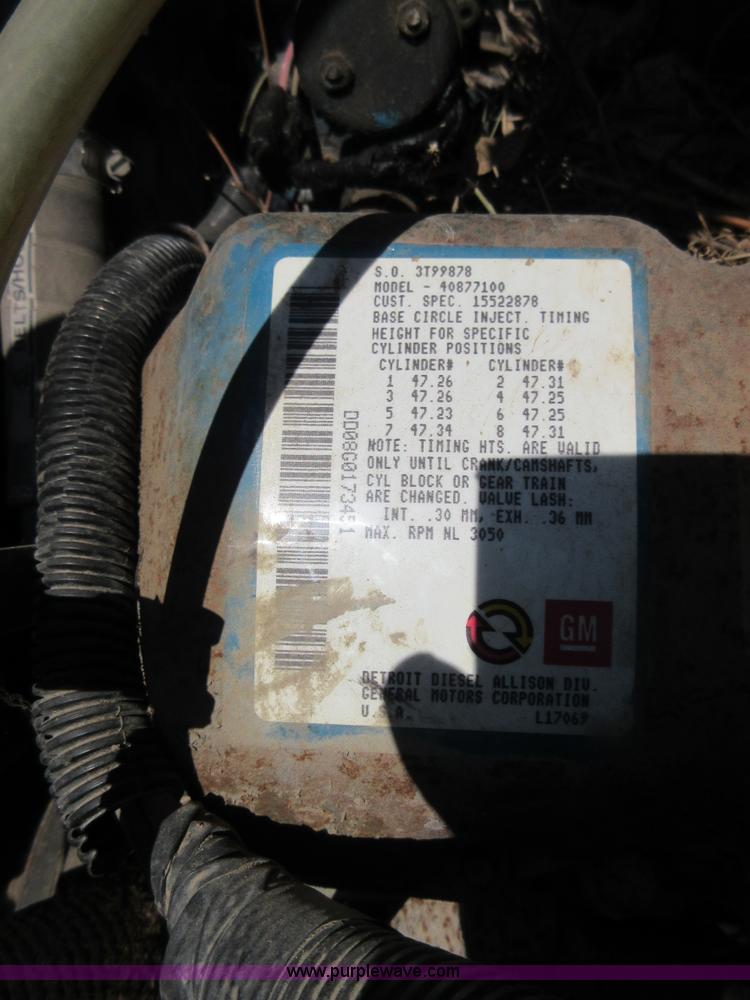 S.O. 3T99878
MODEL - 40877100
CUST. SPEC. 15522878
BASE CIRCLE INJECT. TIMING
HEIGHT FOR SPECIFIC
CYLINDER POSITIONS
CYLINDER# CYLINDER#
1 47.26 2 47.31
3 47.26 4 47.25
5 47.23 6 47.25
7 47.34 8 47.31
NOTE: TIMING HTS. ARE VALID
ONLY UNTIL CRANK/CAMSHAFTS,
CYL BLOCK OR GEAR TRAIN
ARE CHANGED. VALVE LASH:
INT. .30 MM, EXH. .36 MM
MAX. RPM NL 3050
DD08G0173451
GM
DETROIT DIESEL ALLISON DIV.
GENERAL MOTORS CORPORATION
U.S.A. L17069
www.purplewave.com